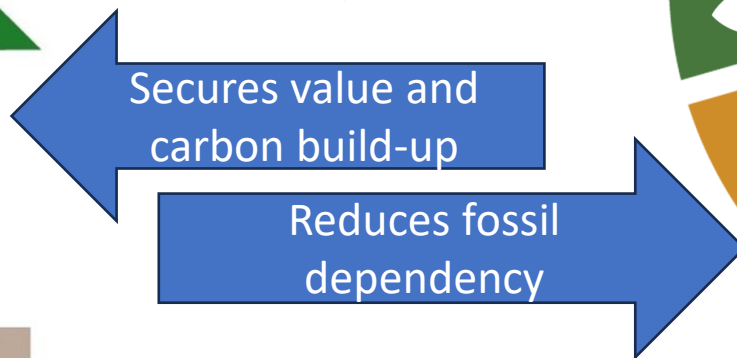 Secures value and
carbon build-up
Reduces fossil
dependency